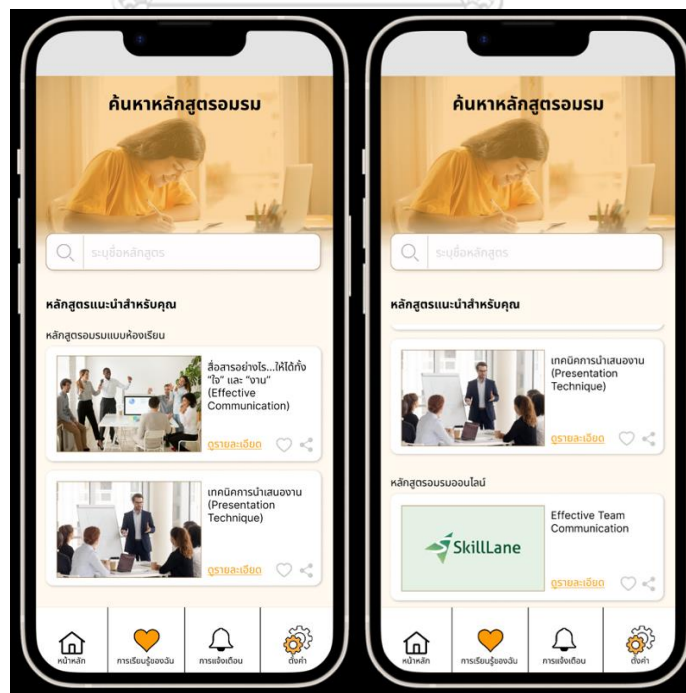 ค้นหาหลักสูตรอบรม
ระบุชื่อหลักสูตร
หลักสูตรแนะนำสำหรับคุณ
หลักสูตรอบรมแบบห้องเรียน
สื่อสารอย่างไร...ให้ได้ทั้ง
"ใจ" และ "งาน"
(Effective
Communication)
ดูรายละเอียด
เทคนิคการนำเสนองาน
(Presentation
Technique)
ดูรายละเอียด
หน้าหลัก
การเรียนรู้ของฉัน
การแจ้งเตือน
ตั้งค่า
ค้นหาหลักสูตรอบรม
ระบุชื่อหลักสูตร
หลักสูตรแนะนำสำหรับคุณ
เทคนิคการนำเสนองาน
(Presentation
Technique)
ดูรายละเอียด
หลักสูตรอบรมออนไลน์
SkillLane
Effective Team
Communication
ดูรายละเอียด
หน้าหลัก
การเรียนรู้ของฉัน
การแจ้งเตือน
ตั้งค่า